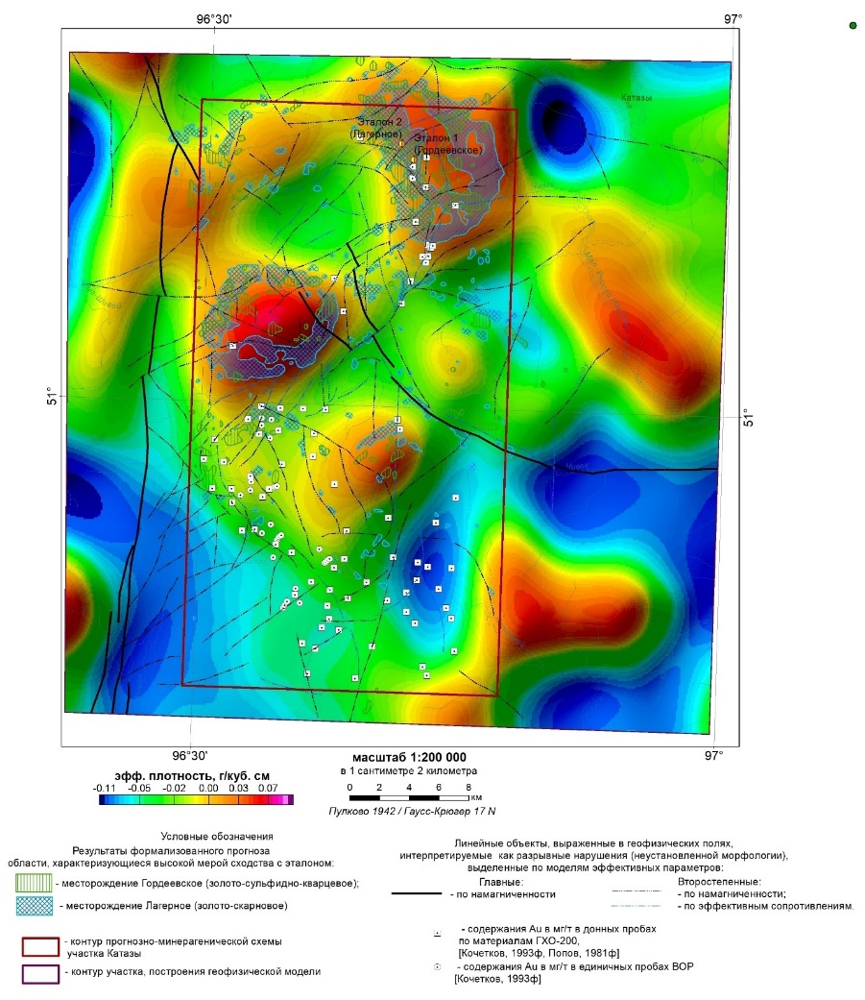 96°30'
97°
Катазы
Эталон 2
(Лагерное)
Эталон 1
(Гордеевское)
51°
51°
96°30'
97°
масштаб 1:200 000
в 1 сантиметре 2 километра
эфф. плотность, г/куб. см
-0.11 -0.05 -0.02 0.00 0.03 0.07
0 2 4 6 8
км
Пулково 1942 / Гаусс-Крюгер 17 N
Условные обозначения
Результаты формализованного прогноза
области, характеризующиеся высокой мерой сходства с эталоном:
- месторождение Гордеевское (золото-сульфидно-кварцевое);
- месторождение Лагерное (золото-скарновое)
- контур прогнозно-минерагенической схемы
участка Катазы
- контур участка, построения геофизической модели
Линейные объекты, выраженные в геофизических полях,
интерпретируемые как разрывные нарушения (неустановленной морфологии),
выделенные по моделям эффективных параметров:
Главные:
- по намагниченности
Второстепенные:
- по намагниченности;
- по эффективным сопротивлениям.
- содержания Au в мг/т в донных пробах
по материалам ГХО-200,
[Кочетков, 1993ф, Попов, 1981ф]
- содержания Au в мг/т в единичных пробах ВОР
[Кочетков, 1993ф]